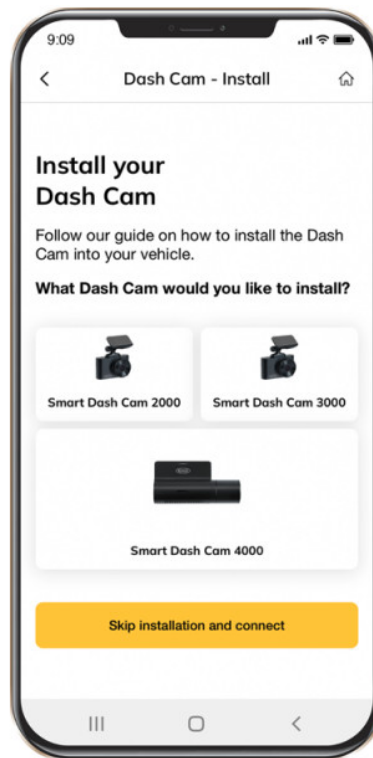 9:09
Dash Cam - Install
Install your
Dash Cam
Follow our guide on how to install the Dash
Cam into your vehicle.
What Dash Cam would you like to install?
Smart Dash Cam 2000
Smart Dash Cam 3000
Smart Dash Cam 4000
Skip installation and connect